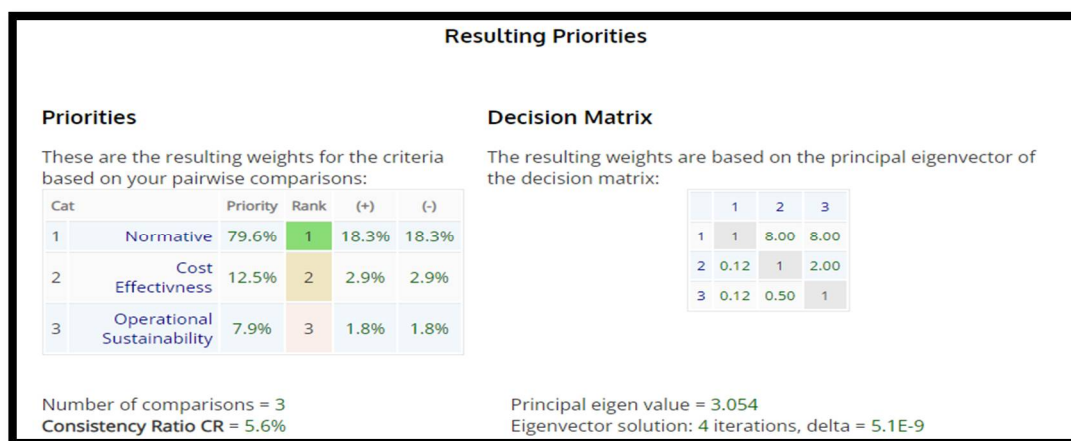 Resulting Priorities
Priorities
These are the resulting weights for the criteria
based on your pairwise comparisons:
Cat Priority Rank (+) (-)
1 Normative 79.6% 1 18.3% 18.3%
2 Cost Effectivness 12.5% 2 2.9% 2.9%
3 Operational Sustainability 7.9% 3 1.8% 1.8%
Number of comparisons = 3
Consistency Ratio CR = 5.6%
Decision Matrix
The resulting weights are based on the principal eigenvector of
the decision matrix:
1 2 3
1 1 8.00 8.00
2 0.12 1 2.00
3 0.12 0.50 1
Principal eigen value = 3.054
Eigenvector solution: 4 iterations, delta = 5.1E-9